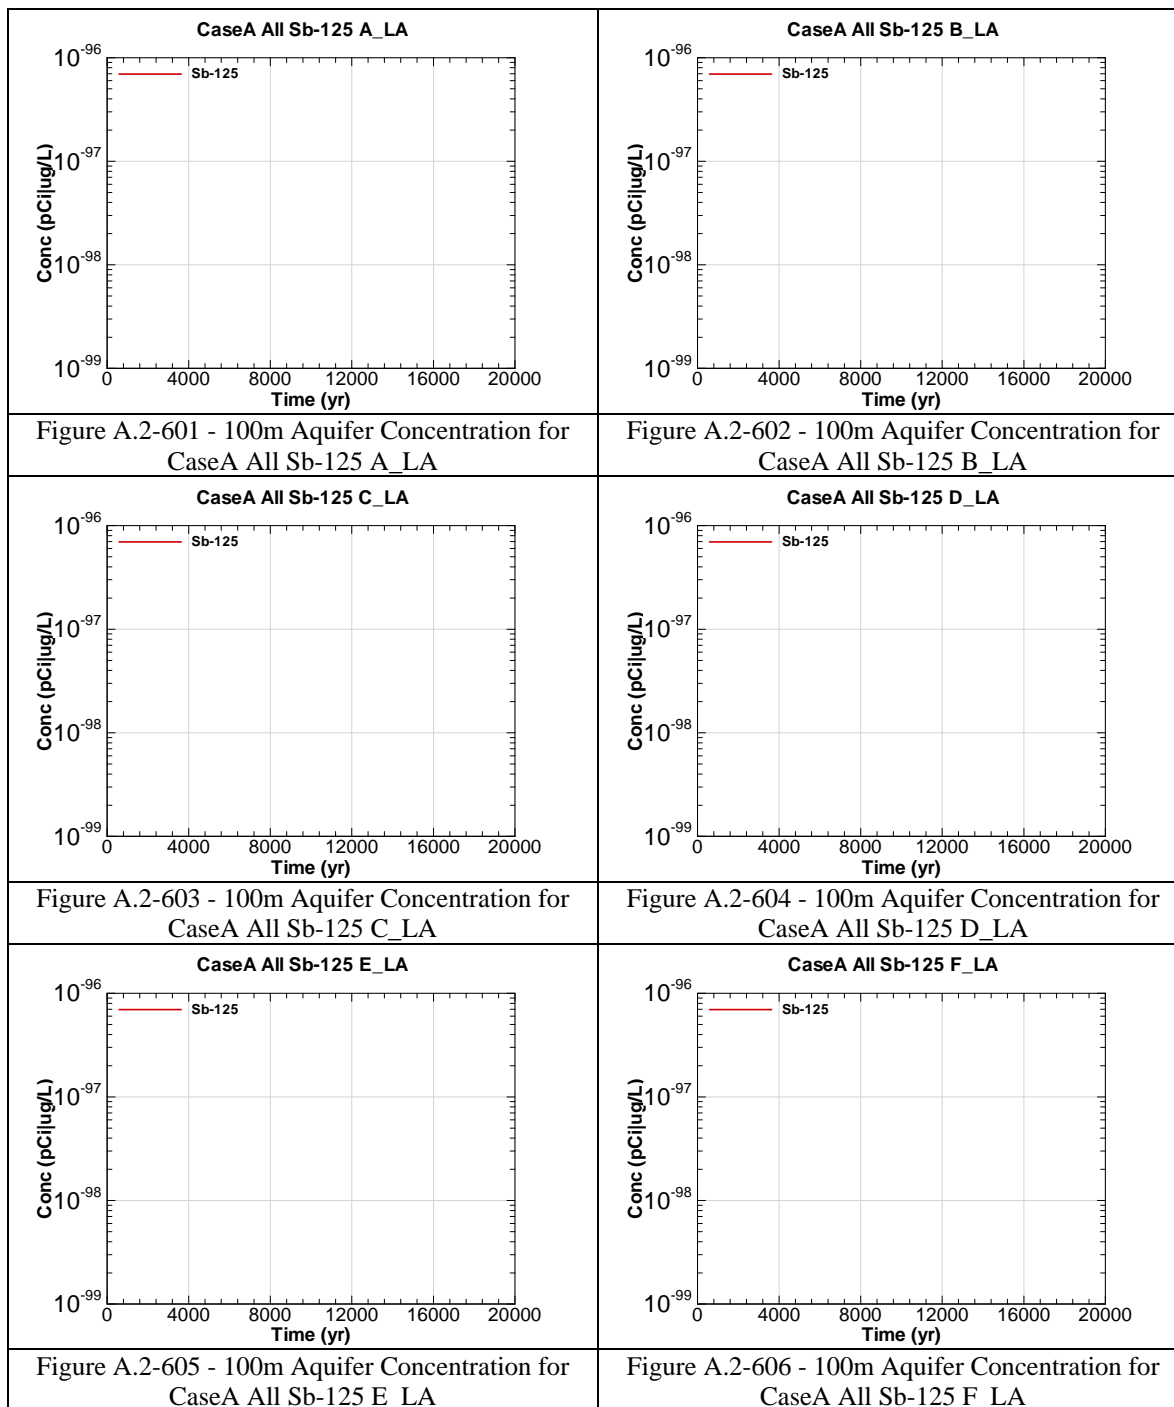 CaseA All Sb-125 A_LA
Sb-125
10-96
10-97
10-98
10-99
Conc (pCi|ug/L)
0 4000 8000 12000 16000 20000
Time (yr)
Figure A.2-601 - 100m Aquifer Concentration for
CaseA All Sb-125 A_LA
CaseA All Sb-125 B_LA
Sb-125
10-96
10-97
10-98
10-99
Conc (pCi|ug/L)
0 4000 8000 12000 16000 20000
Time (yr)
Figure A.2-602 - 100m Aquifer Concentration for
CaseA All Sb-125 B_LA
CaseA All Sb-125 C_LA
Sb-125
10-96
10-97
10-98
10-99
Conc (pCi|ug/L)
0 4000 8000 12000 16000 20000
Time (yr)
Figure A.2-603 - 100m Aquifer Concentration for
CaseA All Sb-125 C_LA
CaseA All Sb-125 D_LA
Sb-125
10-96
10-97
10-98
10-99
Conc (pCi|ug/L)
0 4000 8000 12000 16000 20000
Time (yr)
Figure A.2-604 - 100m Aquifer Concentration for
CaseA All Sb-125 D_LA
CaseA All Sb-125 E_LA
Sb-125
10-96
10-97
10-98
10-99
Conc (pCi|ug/L)
0 4000 8000 12000 16000 20000
Time (yr)
Figure A.2-605 - 100m Aquifer Concentration for
CaseA All Sb-125 E_LA
CaseA All Sb-125 F_LA
Sb-125
10-96
10-97
10-98
10-99
Conc (pCi|ug/L)
0 4000 8000 12000 16000 20000
Time (yr)
Figure A.2-606 - 100m Aquifer Concentration for
CaseA All Sb-125 F_LA